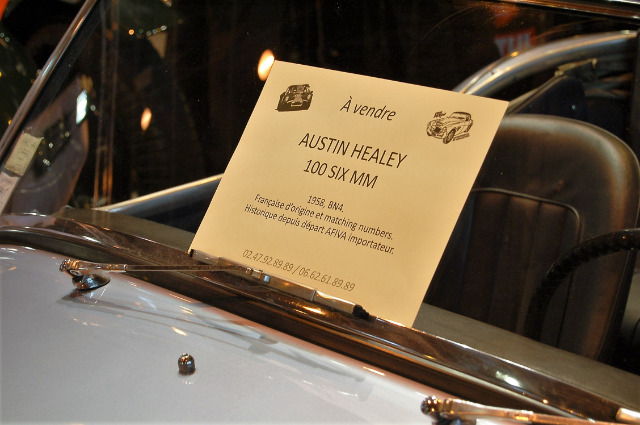 À vendre
AUSTIN HEALEY
100 SIX MM
1958, BN4.
Française d'origine et matching numbers.
Historique depuis départ AFIVA importateur.
02.47.92.89.89 / 06.62.61.89.89